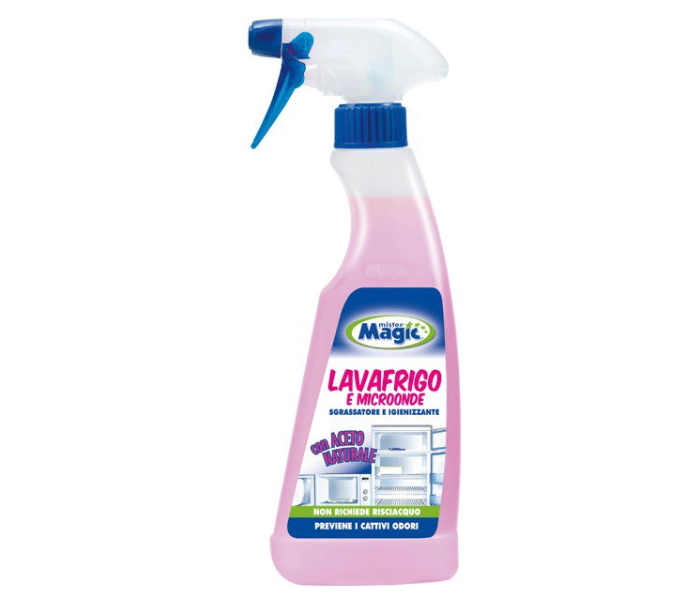 mister
Magic
LAVAFRIGO
E MICROONDE
SGRASSATORE E IGIENIZZANTE
con ACETO
NATURALE
NON RICHIEDE RISCIACQUO
PREVIENE I CATTIVI ODORI